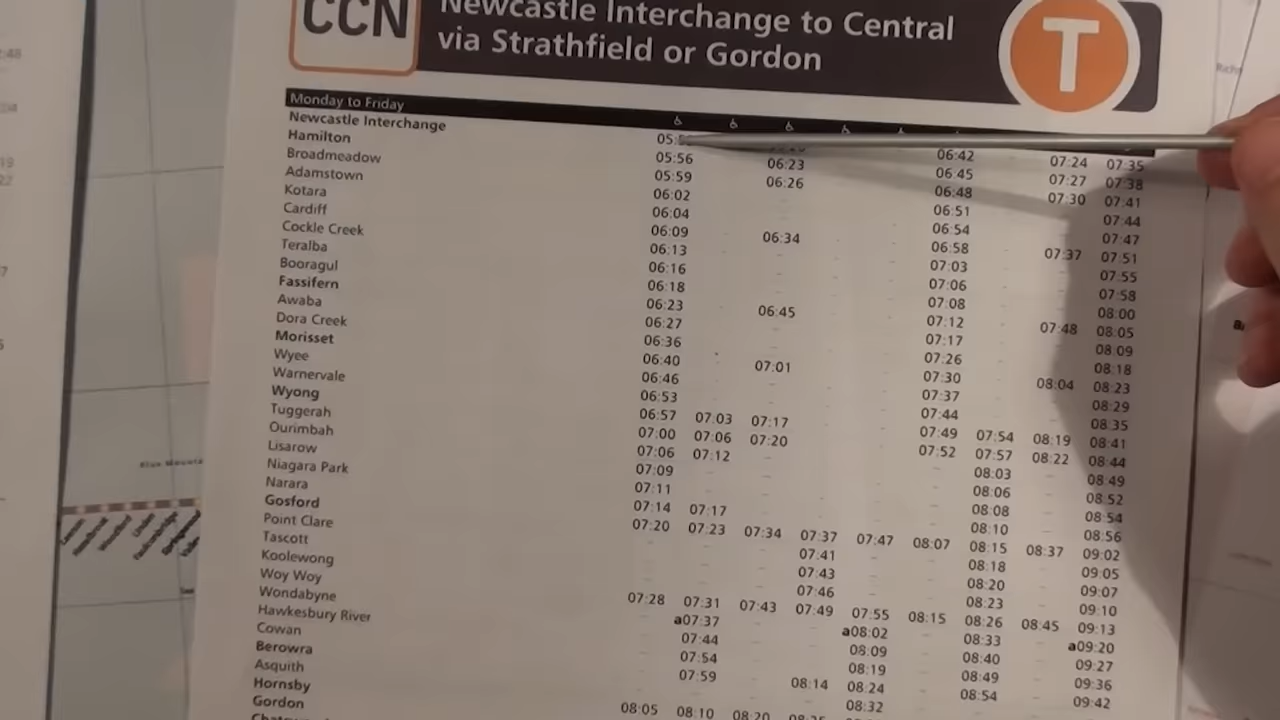 CCN Newcastle Interchange to Central T
via Strathfield or Gordon
Monday to Friday
Newcastle Interchange 06:42 07:24 07:35
Hamilton 05:56 06:23 06:45 07:27 07:38
Broadmeadow 05:59 06:26 06:48 07:30 07:41
Adamstown 06:02 06:51 07:44
Kotara 06:04 06:54 07:47
Cardiff 06:09 06:34 06:58 07:37 07:51
Cockle Creek 06:13 07:03 07:55
Teralba 06:16 07:06 07:58
Booragul 06:18 07:08 08:00
Fassifern 06:23 06:45 07:12 07:48 08:05
Awaba 06:27 07:17 08:09
Dora Creek 06:36 07:26 08:18
Morisset 06:40 07:01 07:30 08:04 08:23
Wyee 06:46 07:37 08:29
Warnervale 06:53 07:44 08:35
Wyong 06:57 07:03 07:17 07:49 07:54 08:19 08:41
Tuggerah 07:00 07:06 07:20 07:52 07:57 08:22 08:44
Ourimbah 07:06 07:12 08:03 08:49
Lisarow 07:09 08:06 08:52
Niagara Park 07:11 08:08 08:54
Narara 07:14 07:17 08:10 08:56
Gosford 07:20 07:23 07:34 07:37 07:47 08:07 08:15 08:37 09:02
Point Clare 07:41 08:18 09:05
Tascott 07:43 08:20 09:07
Koolewong 07:46 08:23 09:10
Woy Woy 07:28 07:31 07:43 07:49 07:55 08:15 08:26 08:45 09:13
Wondabyne a07:37 a08:02 08:33 a09:20
Hawkesbury River 07:44 08:09 08:40 09:27
Cowan 07:54 08:19 08:49 09:36
Berowra 07:59 08:14 08:24 08:54 09:42
Asquith 08:32
Hornsby 08:05 08:10 08:20
Gordon